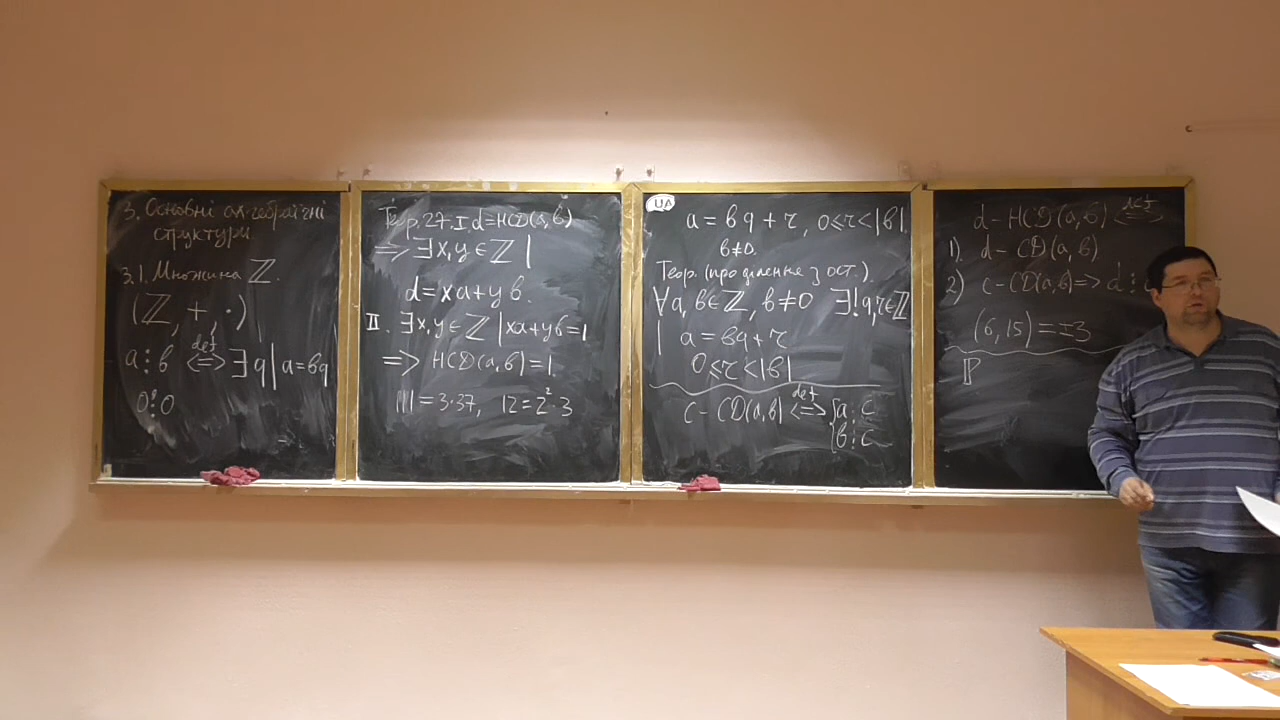 3. Основні алгебраїчні
структури.
3.1. Множина ℤ.
(ℤ, +, ·)
a ⋮ b ⟺ def ∃ q | a = bq
0 ⋮ 0
Теор. 27. I. d = НСД(a, b)
⟹ ∃ x, y ∈ ℤ |
d = xa + yb.
II. ∃ x, y ∈ ℤ | xa + yb = 1
⟹ НСД(a, b) = 1.
111 = 3·37, 12 = 2²·3
UA
a = bq + r, 0 ≤ r < |b|
b ≠ 0.
Теор. (про ділення з ост.).
∀ a, b ∈ ℤ, b ≠ 0 ∃! q, r ∈ ℤ
| a = bq + r
0 ≤ r < |b|
c – СД(a, b) ⟺ def { a ⋮ c
b ⋮ c
d – НСД(a, b) ⟺ def
1) d – СД(a, b)
2) c – СД(a, b) ⟹ d ⋮ c
(6, 15) = ±3
ℙ